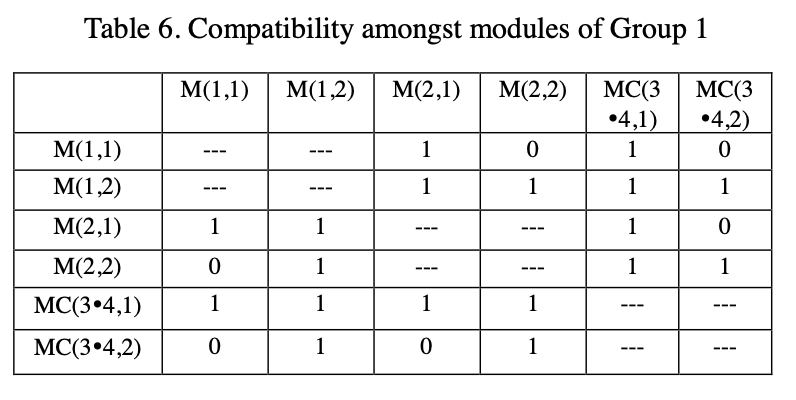 Table 6. Compatibility amongst modules of Group 1
M(1,1) M(1,2) M(2,1) M(2,2) MC(3 MC(3
•4,1) •4,2)
M(1,1) --- --- 1 0 1 0
M(1,2) --- --- 1 1 1 1
M(2,1) 1 1 --- --- 1 0
M(2,2) 0 1 --- --- 1 1
MC(3•4,1) 1 1 1 1 --- ---
MC(3•4,2) 0 1 0 1 --- ---